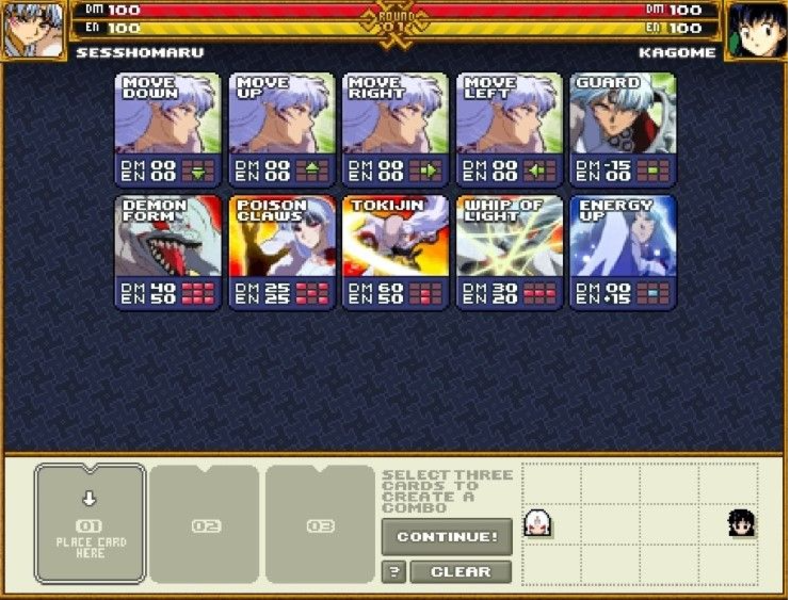 DM 100
EN 100
SESSHOMARU
ROUND
01
DM 100
EN 100
KAGOME
MOVE
DOWN
DM 00
EN 00
MOVE
UP
DM 00
EN 00
MOVE
RIGHT
DM 00
EN 00
MOVE
LEFT
DM 00
EN 00
GUARD
DM -15
EN 00
DEMON
FORM
DM 40
EN 50
POISON
CLAWS
DM 25
EN 25
TOKIJIN
DM 60
EN 50
WHIP OF
LIGHT
DM 30
EN 20
ENERGY
UP
DM 00
EN +15
01
PLACE CARD
HERE
02
03
SELECT THREE
CARDS TO
CREATE A
COMBO
CONTINUE!
?
CLEAR